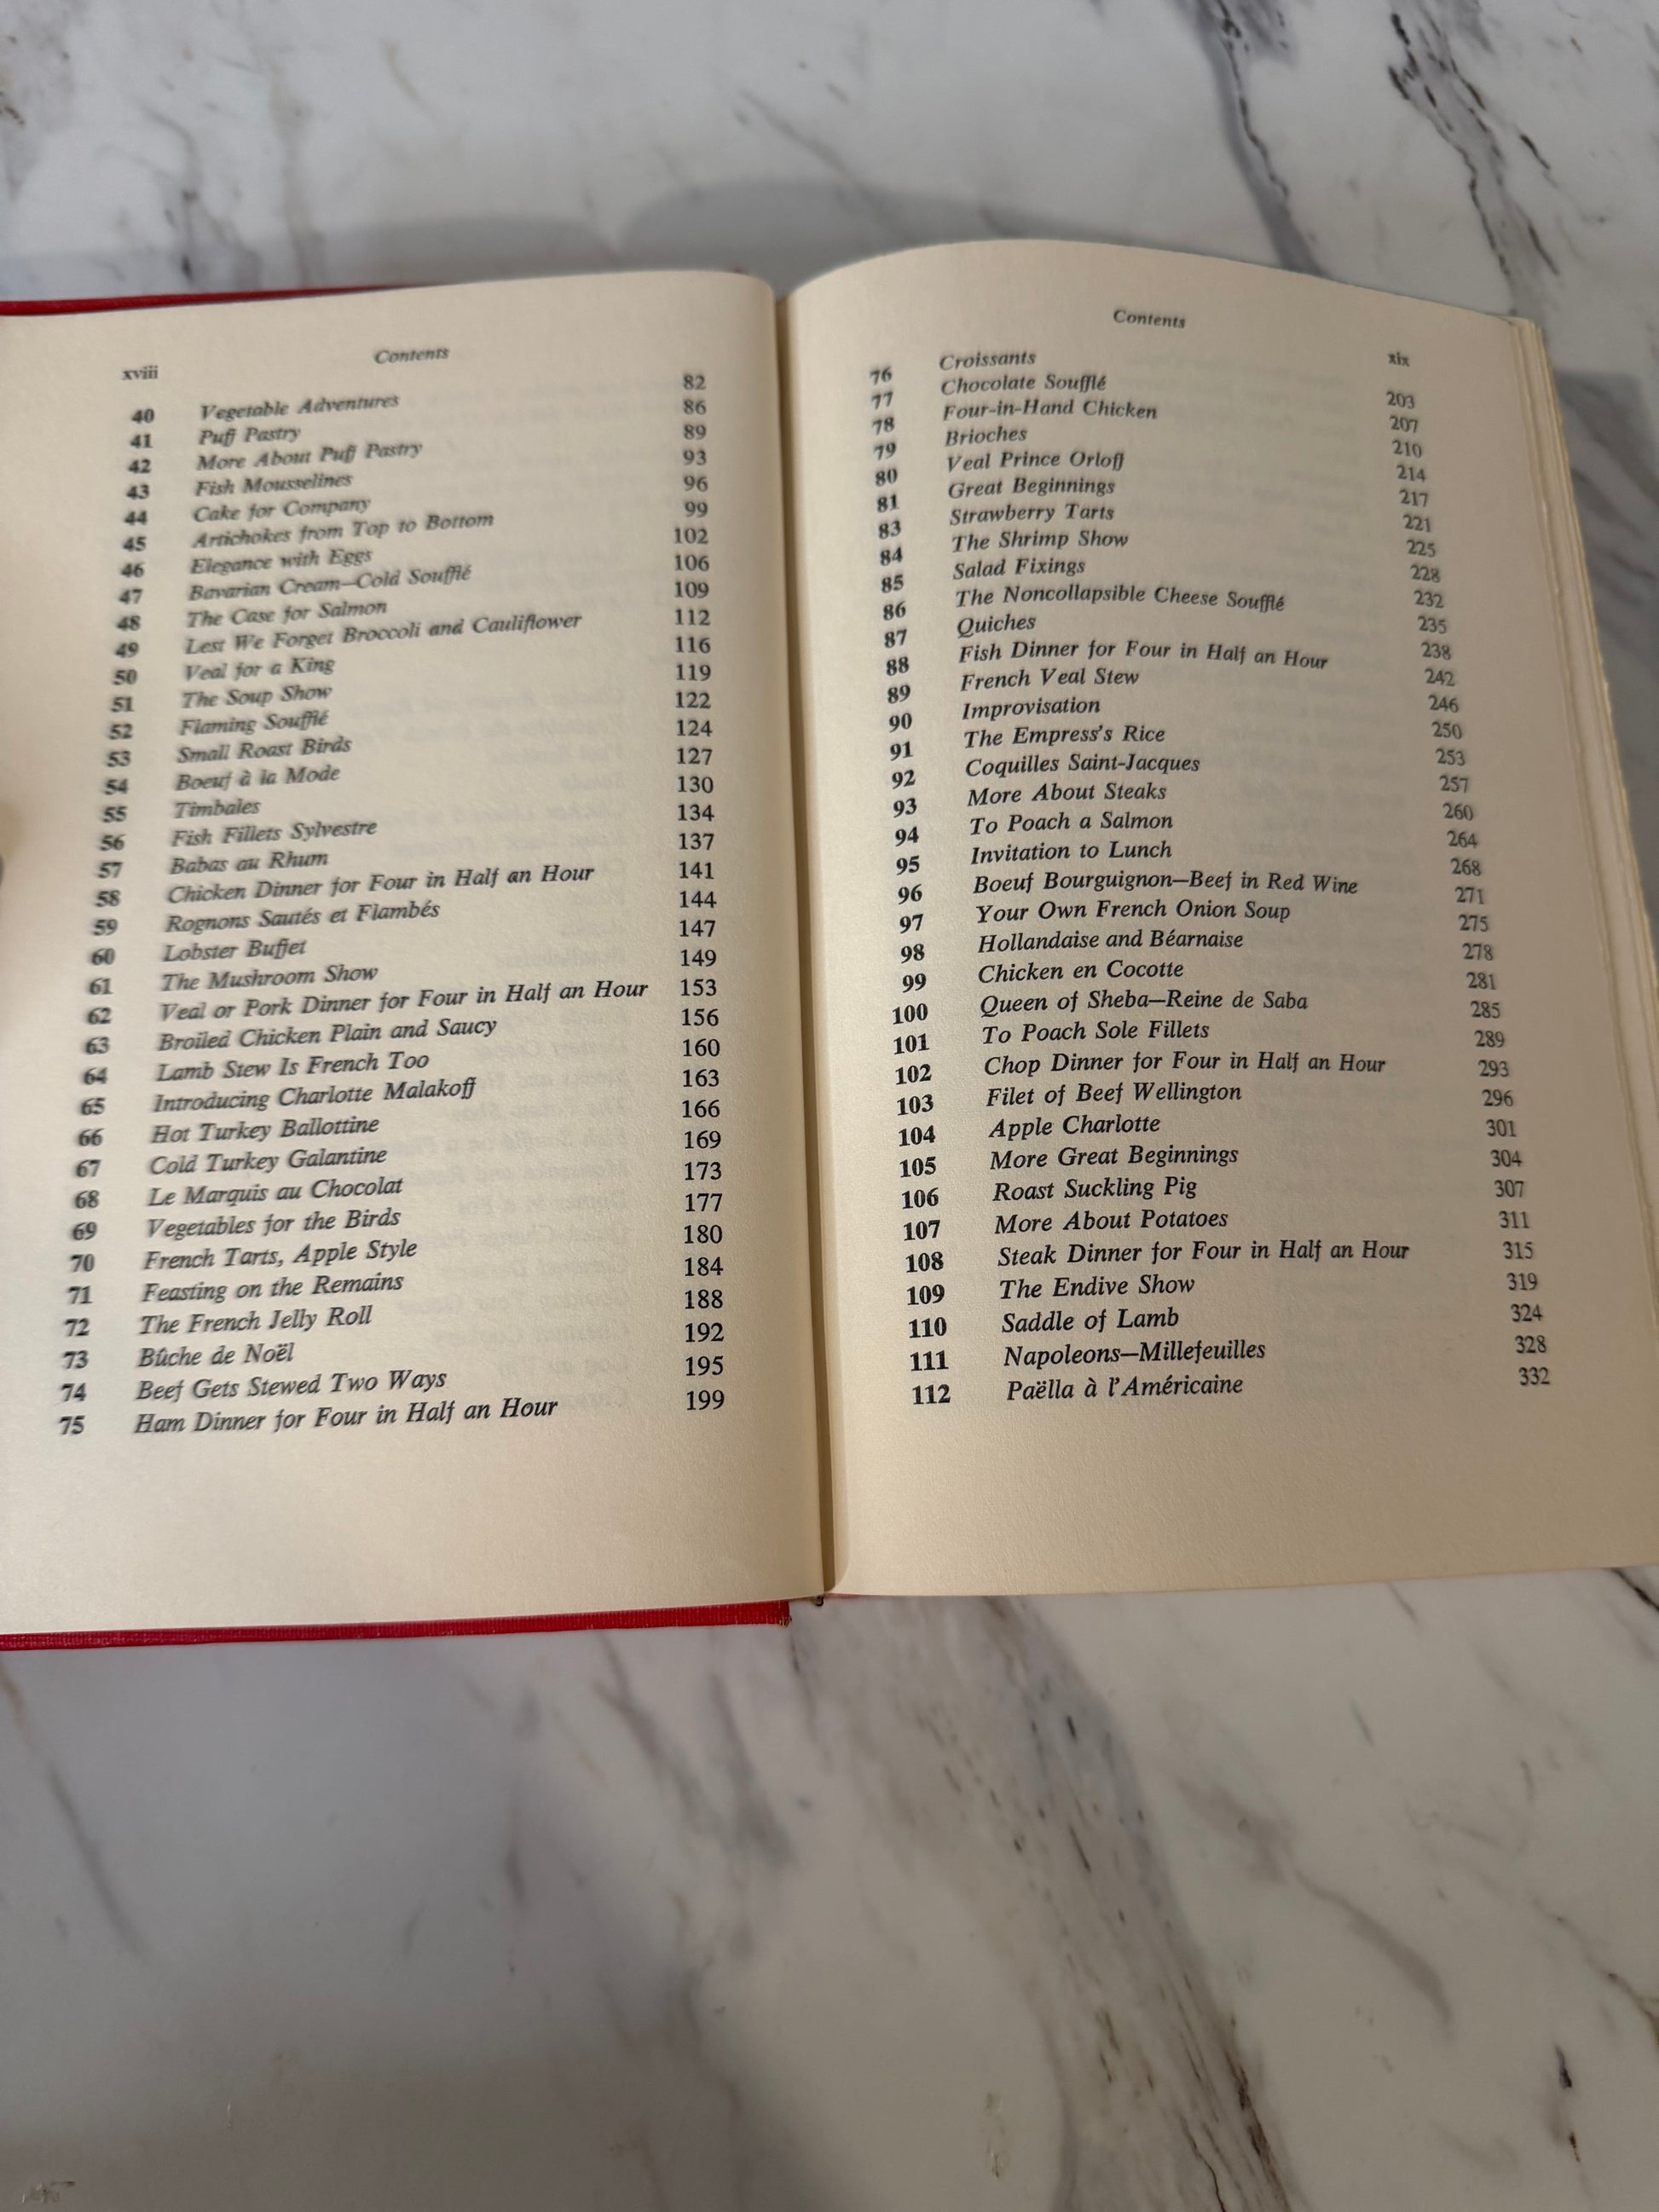 xviii Contents
40 Vegetable Adventures 82
41 Puff Pastry 86
42 More About Puff Pastry 89
43 Fish Mousselines 93
44 Cake for Company 96
45 Artichokes from Top to Bottom 99
46 Elegance with Eggs 102
47 Bavarian Cream—Cold Soufflé 106
48 The Case for Salmon 109
49 Lest We Forget Broccoli and Cauliflower 112
50 Veal for a King 116
51 The Soup Show 119
52 Flaming Soufflé 122
53 Small Roast Birds 124
54 Boeuf à la Mode 127
55 Timbales 130
56 Fish Fillets Sylvestre 134
57 Babas au Rhum 137
58 Chicken Dinner for Four in Half an Hour 141
59 Rognons Sautés et Flambés 144
60 Lobster Buffet 147
61 The Mushroom Show 149
62 Veal or Pork Dinner for Four in Half an Hour 153
63 Broiled Chicken Plain and Saucy 156
64 Lamb Stew Is French Too 160
65 Introducing Charlotte Malakoff 163
66 Hot Turkey Ballottine 166
67 Cold Turkey Galantine 169
68 Le Marquis au Chocolat 173
69 Vegetables for the Birds 177
70 French Tarts, Apple Style 180
71 Feasting on the Remains 184
72 The French Jelly Roll 188
73 Bûche de Noël 192
74 Beef Gets Stewed Two Ways 195
75 Ham Dinner for Four in Half an Hour 199
Contents xix
76 Croissants 203
77 Chocolate Soufflé 207
78 Four-in-Hand Chicken 210
79 Brioches 214
80 Veal Prince Orloff 217
81 Great Beginnings 221
83 Strawberry Tarts 225
84 The Shrimp Show 228
85 Salad Fixings 232
86 The Noncollapsible Cheese Soufflé 235
87 Quiches 238
88 Fish Dinner for Four in Half an Hour 242
89 French Veal Stew 246
90 Improvisation 250
91 The Empress's Rice 253
92 Coquilles Saint-Jacques 257
93 More About Steaks 260
94 To Poach a Salmon 264
95 Invitation to Lunch 268
96 Boeuf Bourguignon—Beef in Red Wine 271
97 Your Own French Onion Soup 275
98 Hollandaise and Béarnaise 278
99 Chicken en Cocotte 281
100 Queen of Sheba—Reine de Saba 285
101 To Poach Sole Fillets 289
102 Chop Dinner for Four in Half an Hour 293
103 Filet of Beef Wellington 296
104 Apple Charlotte 301
105 More Great Beginnings 304
106 Roast Suckling Pig 307
107 More About Potatoes 311
108 Steak Dinner for Four in Half an Hour 315
109 The Endive Show 319
110 Saddle of Lamb 324
111 Napoleons—Millefeuilles 328
112 Paëlla à l'Américaine 332